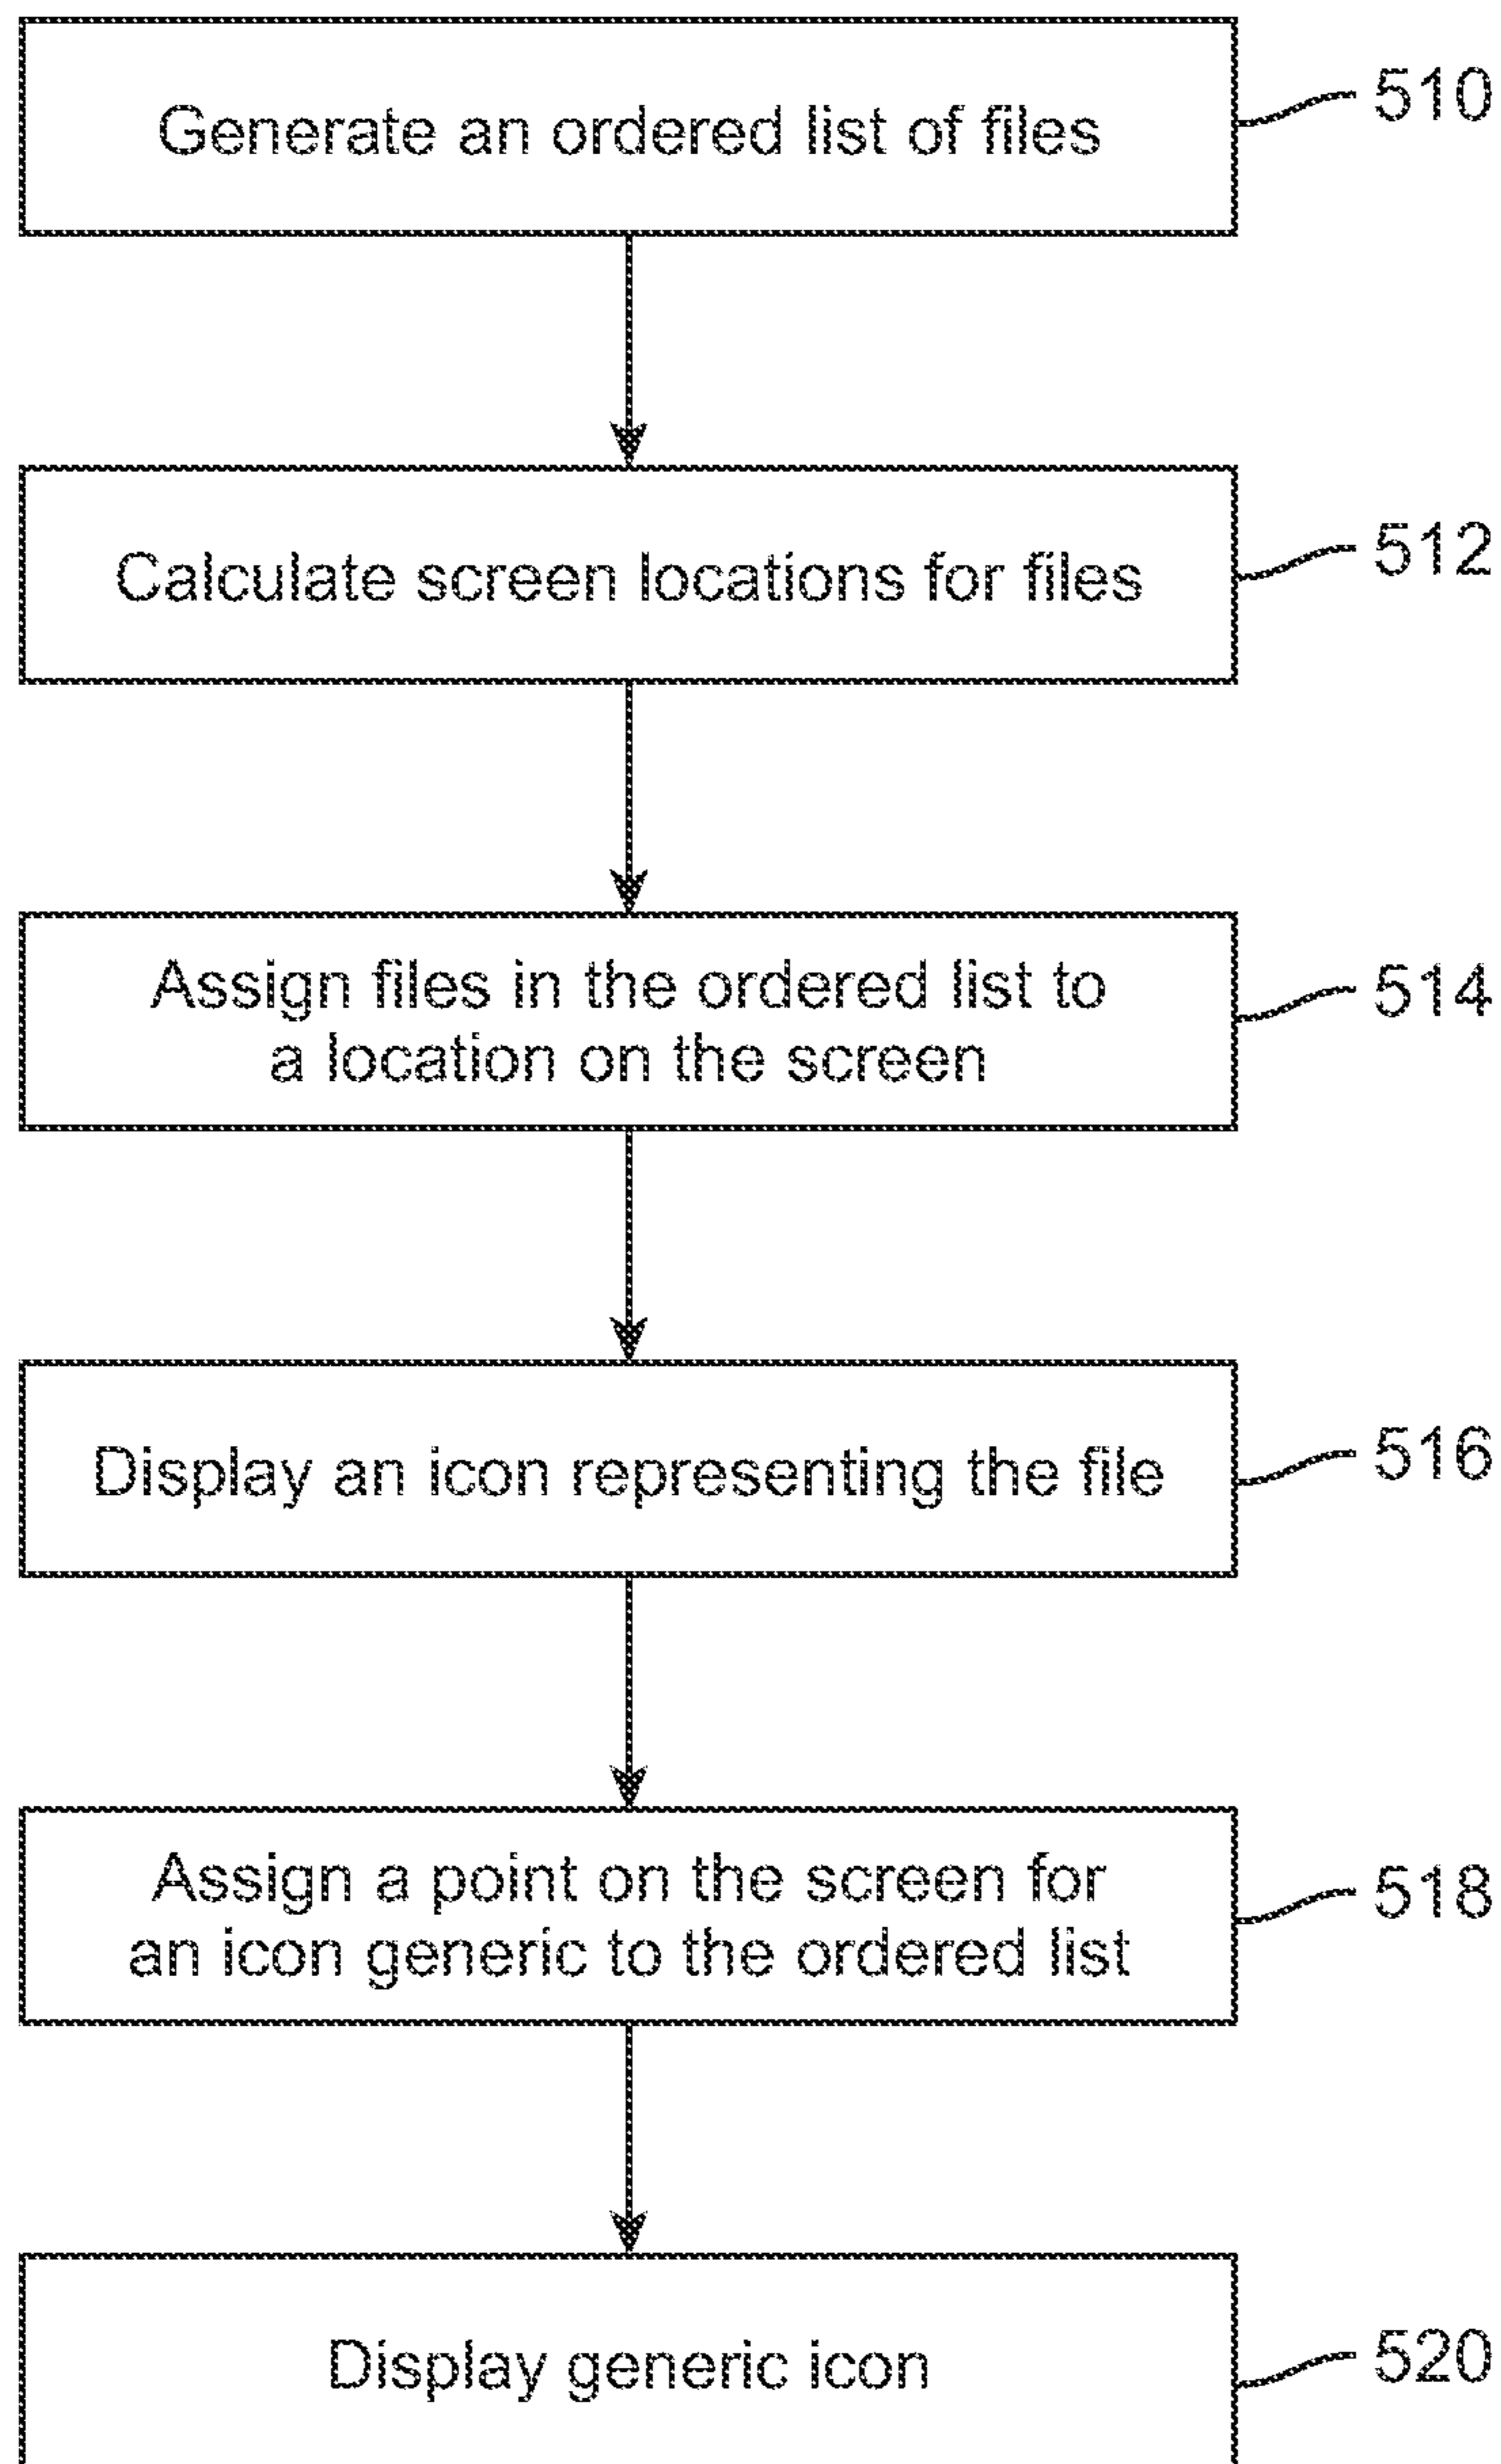 Generate an ordered list of files
510
Calculate screen locations for files
512
Assign files in the ordered list to
a location on the screen
514
Display an icon representing the file
516
Assign a point on the screen for
an icon generic to the ordered list
518
Display generic icon
520